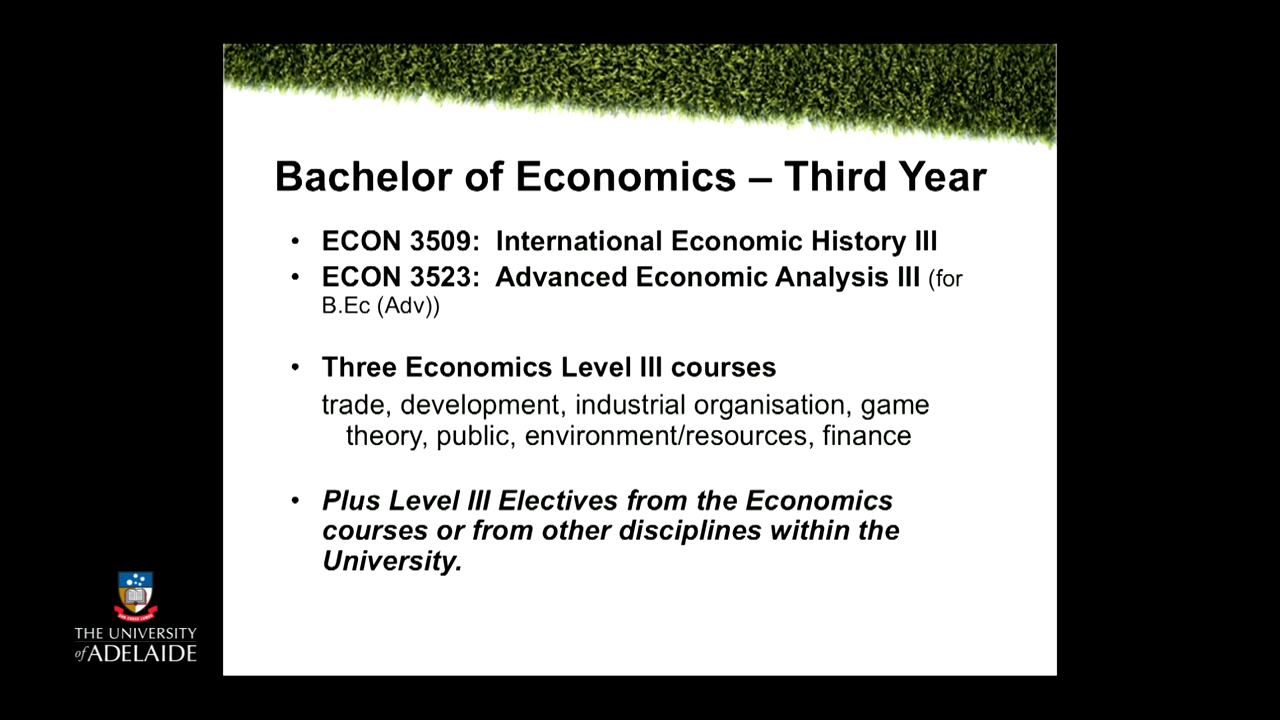 Bachelor of Economics – Third Year
• ECON 3509:  International Economic History III
• ECON 3523:  Advanced Economic Analysis III (for
B.Ec (Adv))
• Three Economics Level III courses
trade, development, industrial organisation, game
theory, public, environment/resources, finance
• Plus Level III Electives from the Economics
courses or from other disciplines within the
University.
THE UNIVERSITY
of ADELAIDE